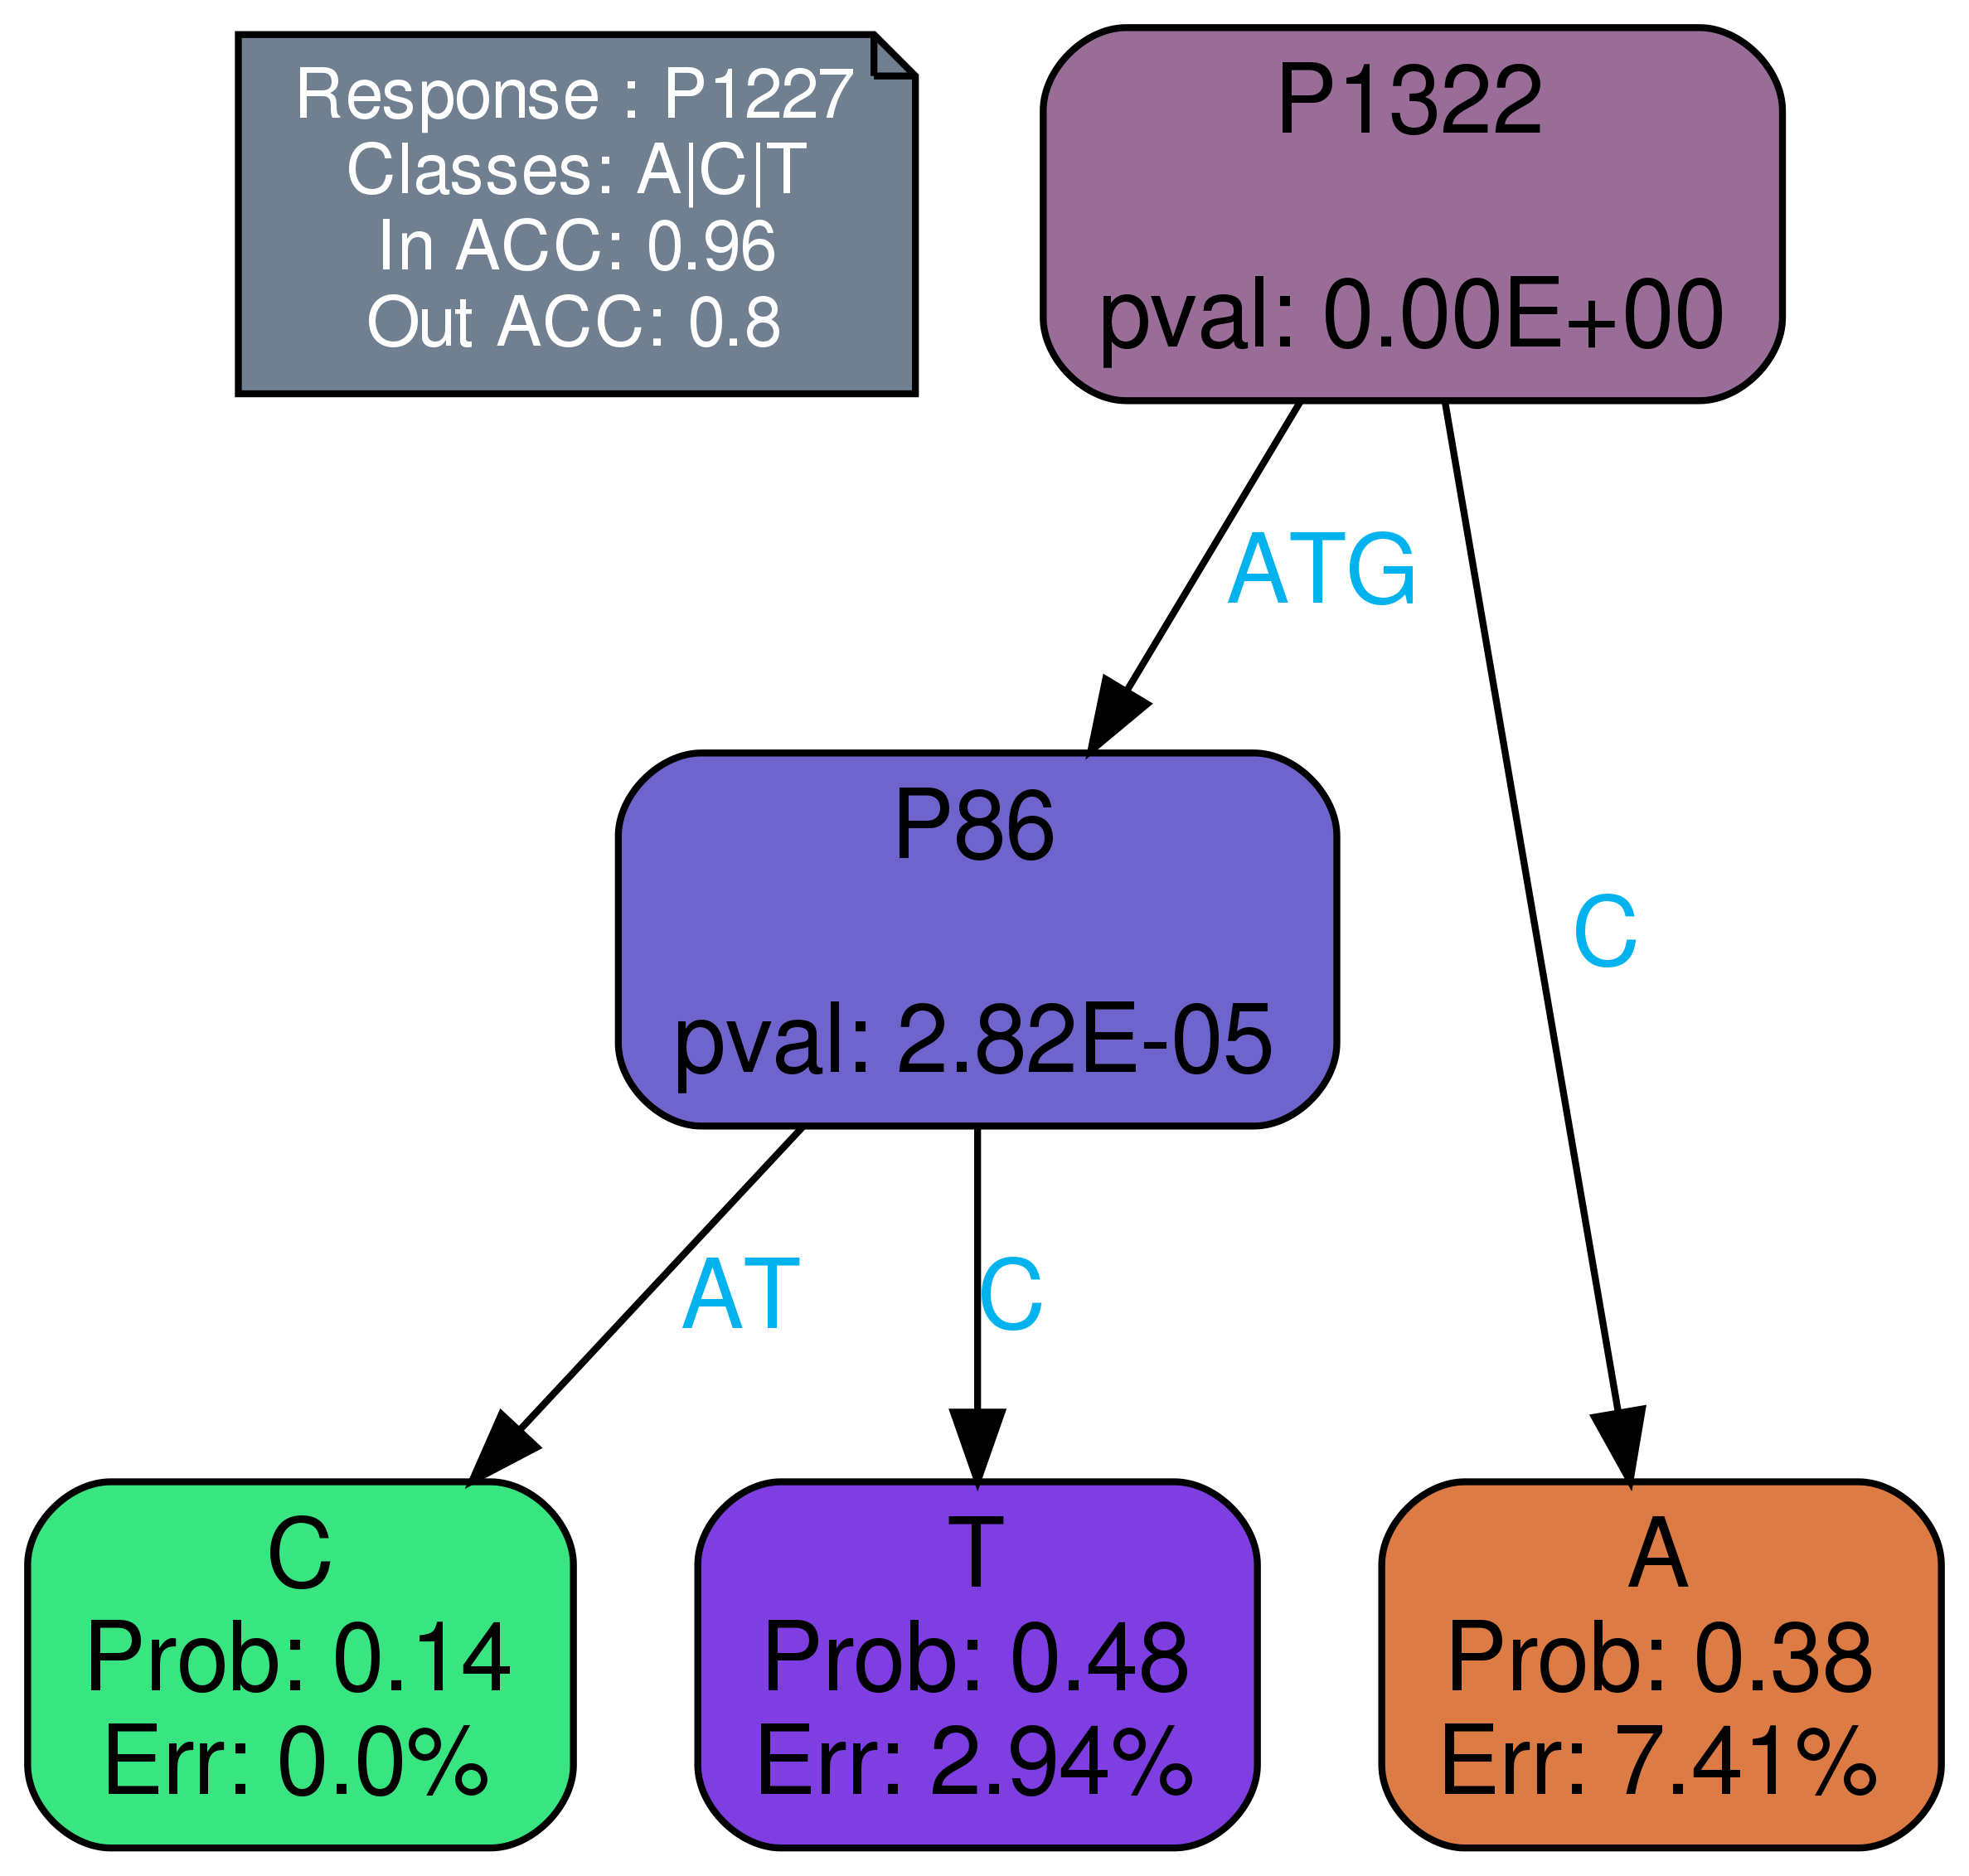 Response : P1227
Classes: A|C|T
In ACC: 0.96
Out ACC: 0.8
P1322
pval: 0.00E+00
ATG
C
P86
pval: 2.82E-05
AT
C
C
Prob: 0.14
Err: 0.0%
T
Prob: 0.48
Err: 2.94%
A
Prob: 0.38
Err: 7.41%